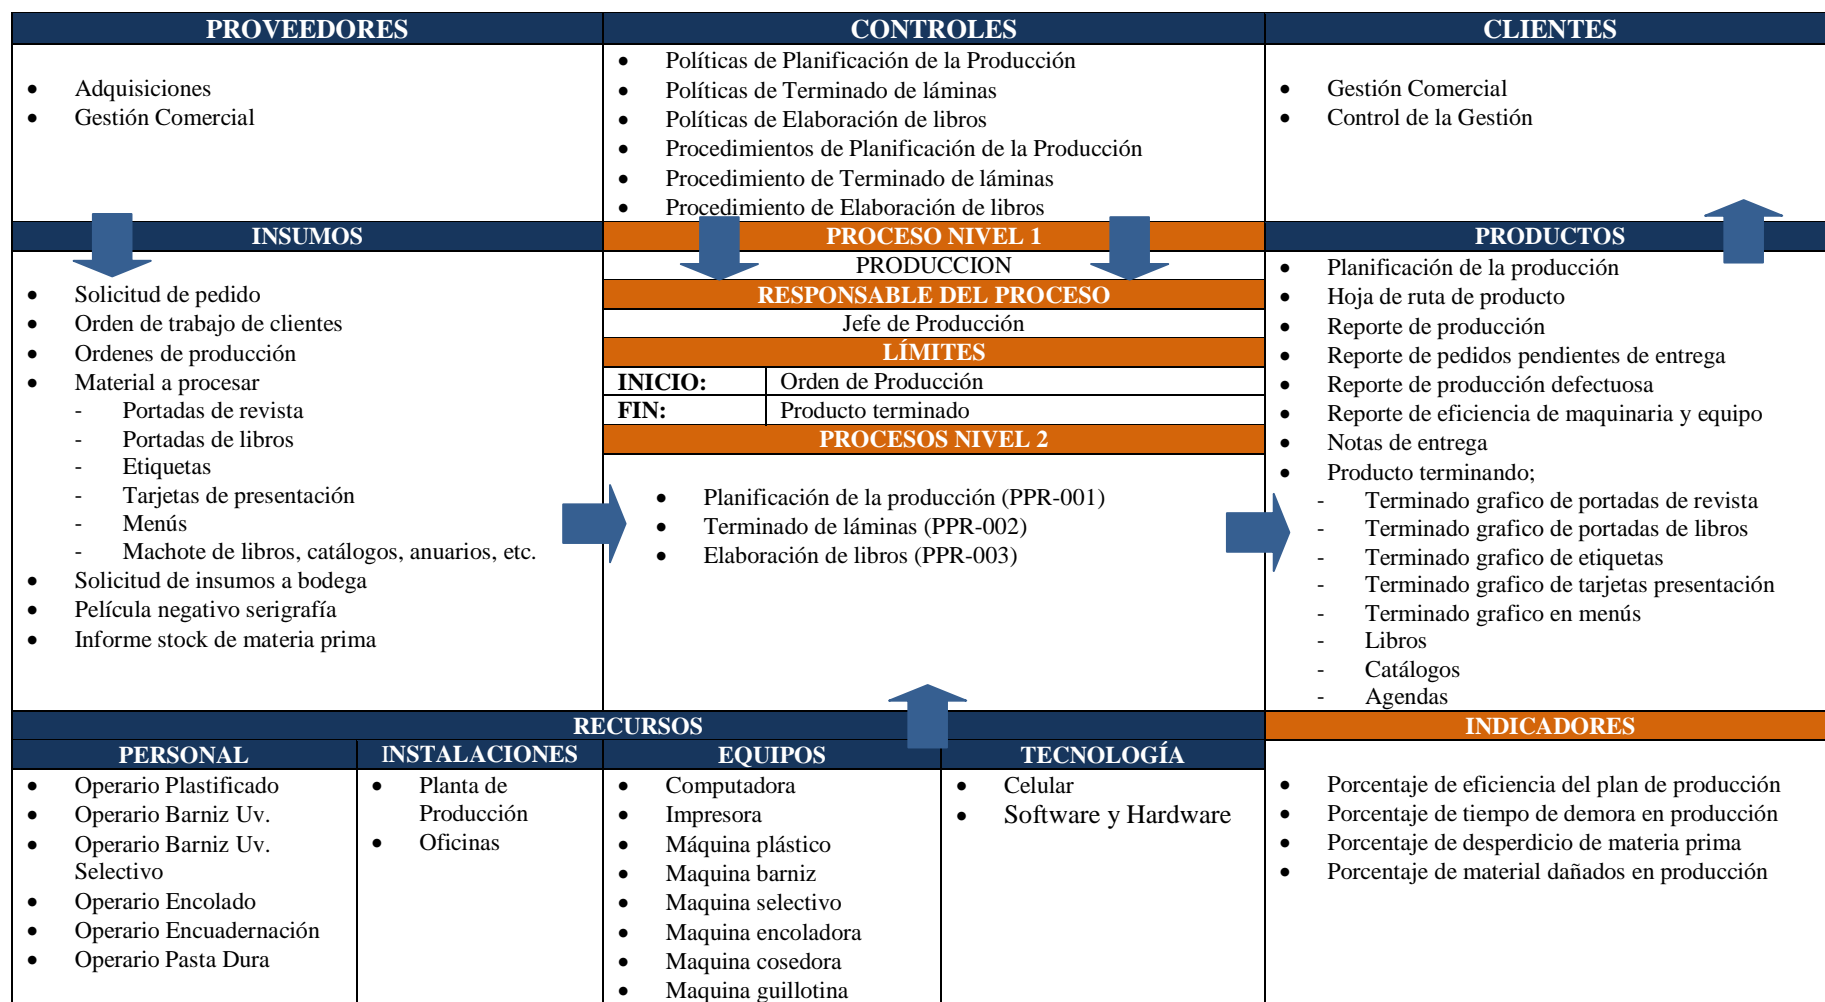 PROVEEDORES
• Adquisiciones
• Gestión Comercial
CONTROLES
• Políticas de Planificación de la Producción
• Políticas de Terminado de láminas
• Políticas de Elaboración de libros
• Procedimientos de Planificación de la Producción
• Procedimiento de Terminado de láminas
• Procedimiento de Elaboración de libros
CLIENTES
• Gestión Comercial
• Control de la Gestión
INSUMOS
• Solicitud de pedido
• Orden de trabajo de clientes
• Ordenes de producción
• Material a procesar
- Portadas de revista
- Portadas de libros
- Etiquetas
- Tarjetas de presentación
- Menús
- Machote de libros, catálogos, anuarios, etc.
• Solicitud de insumos a bodega
• Película negativo serigrafía
• Informe stock de materia prima
PROCESO NIVEL 1
PRODUCCION
RESPONSABLE DEL PROCESO
Jefe de Producción
LÍMITES
INICIO: Orden de Producción
FIN: Producto terminado
PROCESOS NIVEL 2
• Planificación de la producción (PPR-001)
• Terminado de láminas (PPR-002)
• Elaboración de libros (PPR-003)
PRODUCTOS
• Planificación de la producción
• Hoja de ruta de producto
• Reporte de producción
• Reporte de pedidos pendientes de entrega
• Reporte de producción defectuosa
• Reporte de eficiencia de maquinaria y equipo
• Notas de entrega
• Producto terminando;
- Terminado grafico de portadas de revista
- Terminado grafico de portadas de libros
- Terminado grafico de etiquetas
- Terminado grafico de tarjetas presentación
- Terminado grafico en menús
- Libros
- Catálogos
- Agendas
RECURSOS
PERSONAL
• Operario Plastificado
• Operario Barniz Uv.
• Operario Barniz Uv.
Selectivo
• Operario Encolado
• Operario Encuadernación
• Operario Pasta Dura
INSTALACIONES
• Planta de
Producción
• Oficinas
EQUIPOS
• Computadora
• Impresora
• Máquina plástico
• Maquina barniz
• Maquina selectivo
• Maquina encoladora
• Maquina cosedora
• Maquina guillotina
TECNOLOGÍA
• Celular
• Software y Hardware
INDICADORES
• Porcentaje de eficiencia del plan de producción
• Porcentaje de tiempo de demora en producción
• Porcentaje de desperdicio de materia prima
• Porcentaje de material dañados en producción